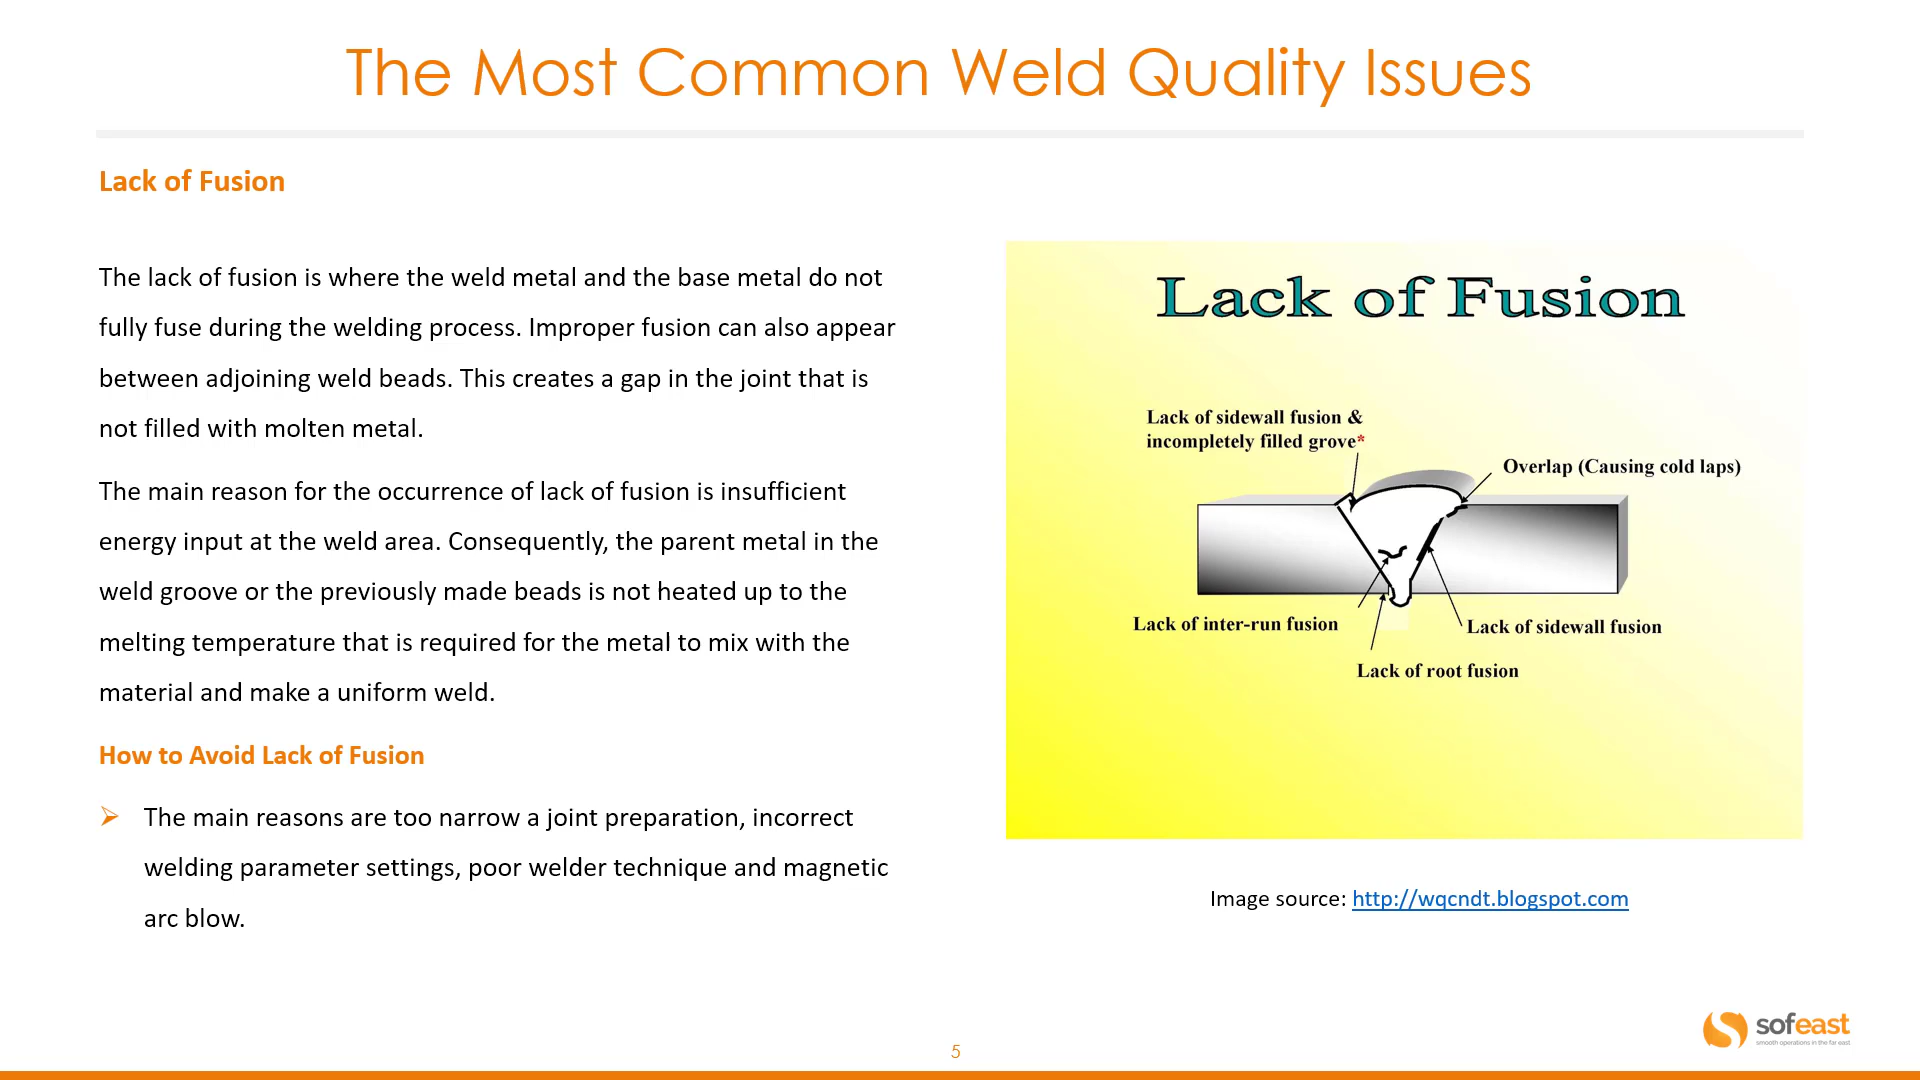 The Most Common Weld Quality Issues
Lack of Fusion
The lack of fusion is where the weld metal and the base metal do not
fully fuse during the welding process. Improper fusion can also appear
between adjoining weld beads. This creates a gap in the joint that is
not filled with molten metal.
The main reason for the occurrence of lack of fusion is insufficient
energy input at the weld area. Consequently, the parent metal in the
weld groove or the previously made beads is not heated up to the
melting temperature that is required for the metal to mix with the
material and make a uniform weld.
How to Avoid Lack of Fusion
The main reasons are too narrow a joint preparation, incorrect
welding parameter settings, poor welder technique and magnetic
arc blow.
Lack of Fusion
Lack of sidewall fusion &
incompletely filled grove*
Overlap (Causing cold laps)
Lack of inter-run fusion
Lack of sidewall fusion
Lack of root fusion
Image source: http://wqcndt.blogspot.com
sofeast
smooth operations in the far east
5